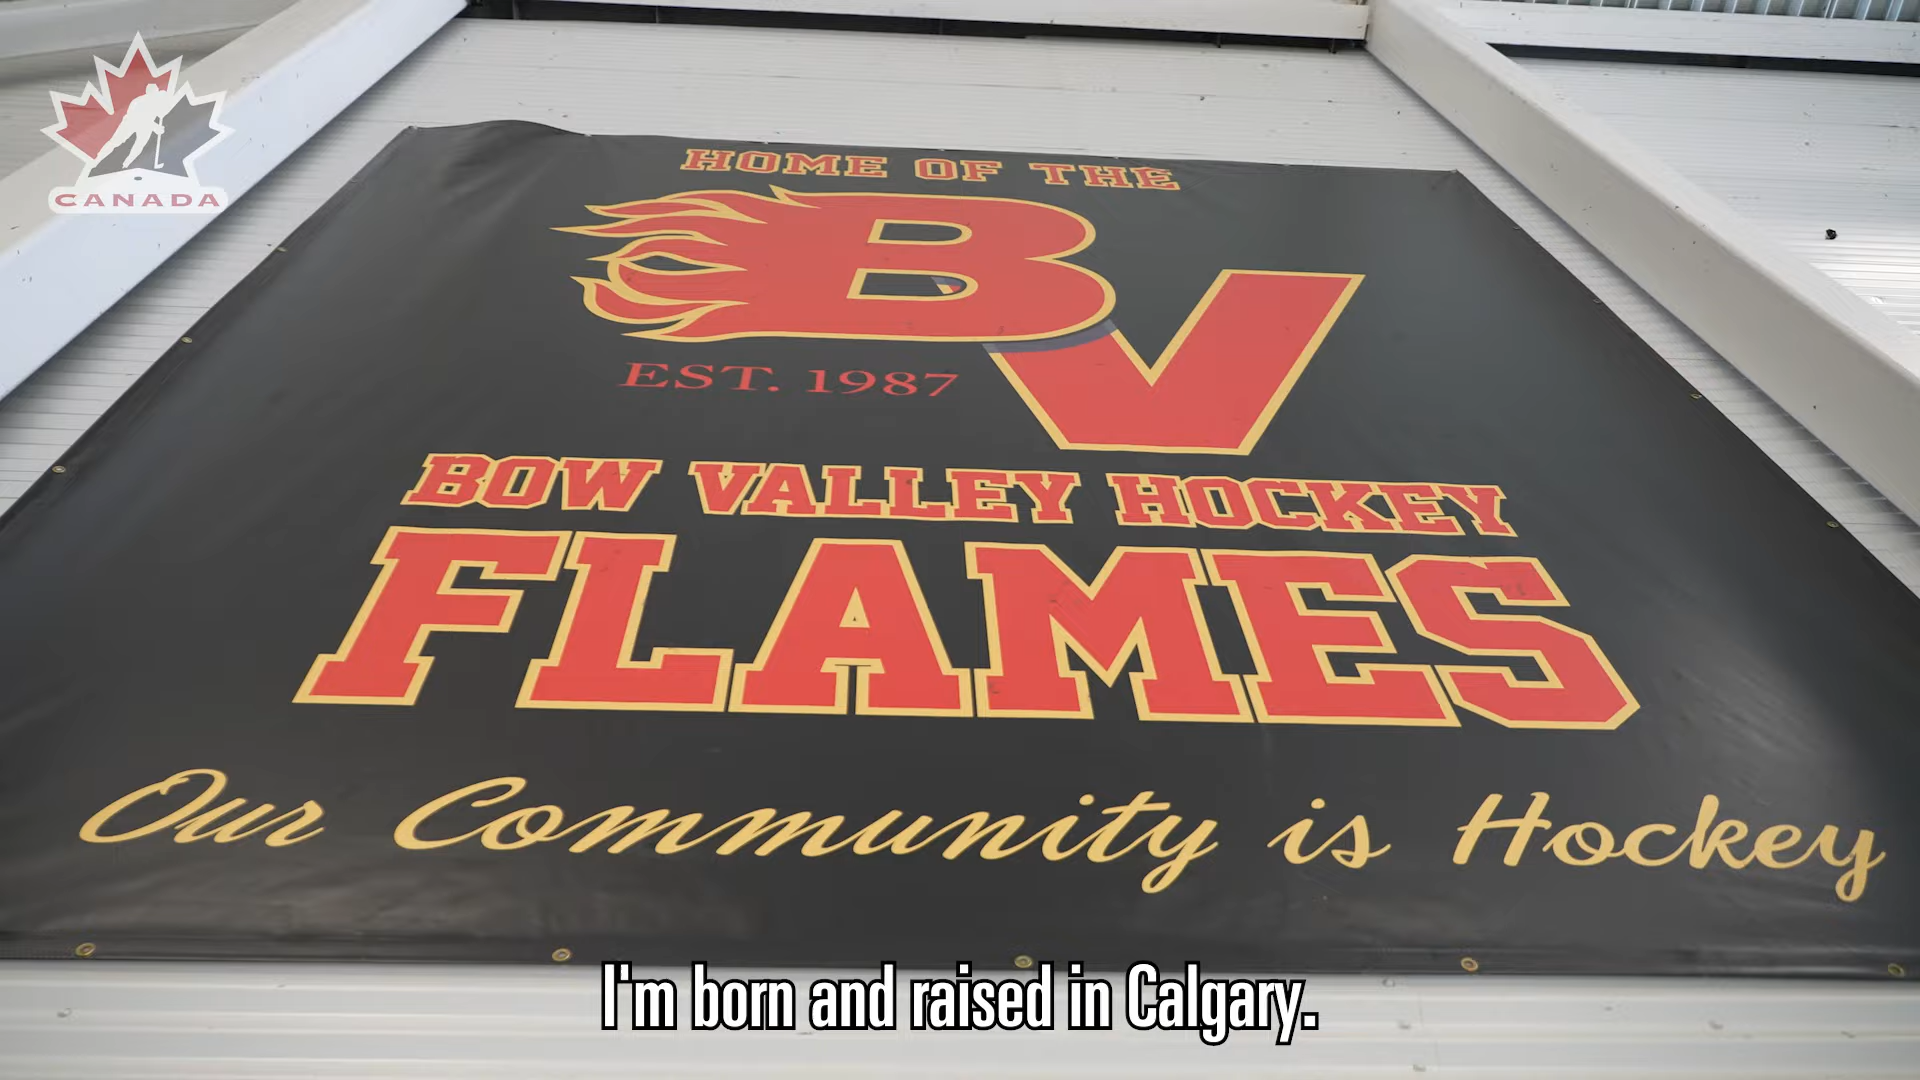 CANADA
HOME OF THE
BV
EST. 1987
BOW VALLEY HOCKEY
FLAMES
Our Community is Hockey
I'm born and raised in Calgary.